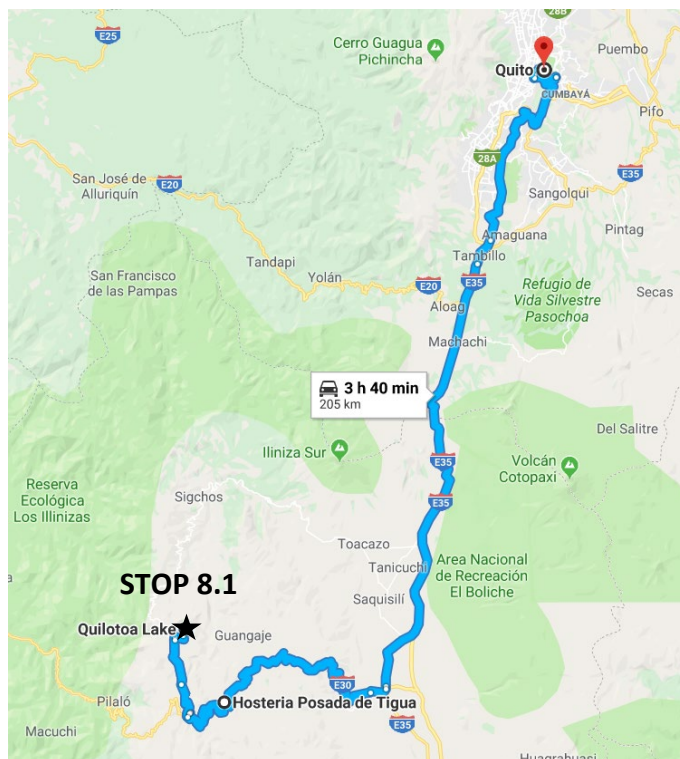 28B
E25
Cerro Guagua
Pichincha
Puembo
Quito
CUMBAYÁ
Pifo
28A
E35
San José de
Alluriquín
E20
Sangolqui
Amaguana
Pintag
Tandapi
Tambillo
San Francisco
de las Pampas
Yolán
E20
E35
Refugio de
Vida Silvestre
Pasochoa
Secas
Aloag
Machachi
3 h 40 min
205 km
Del Salitre
Iliniza Sur
E35
Volcán
Cotopaxi
Reserva
Ecológica
Los Illinizas
Sigchos
E35
Toacazo
Tanicuchi
Area Nacional
de Recreación
El Boliche
STOP 8.1
Saquisilí
Quilotoa Lake
Guangaje
E30
Pilaló
Hosteria Posada de Tigua
Macuchi
E35
Huagrahuasi